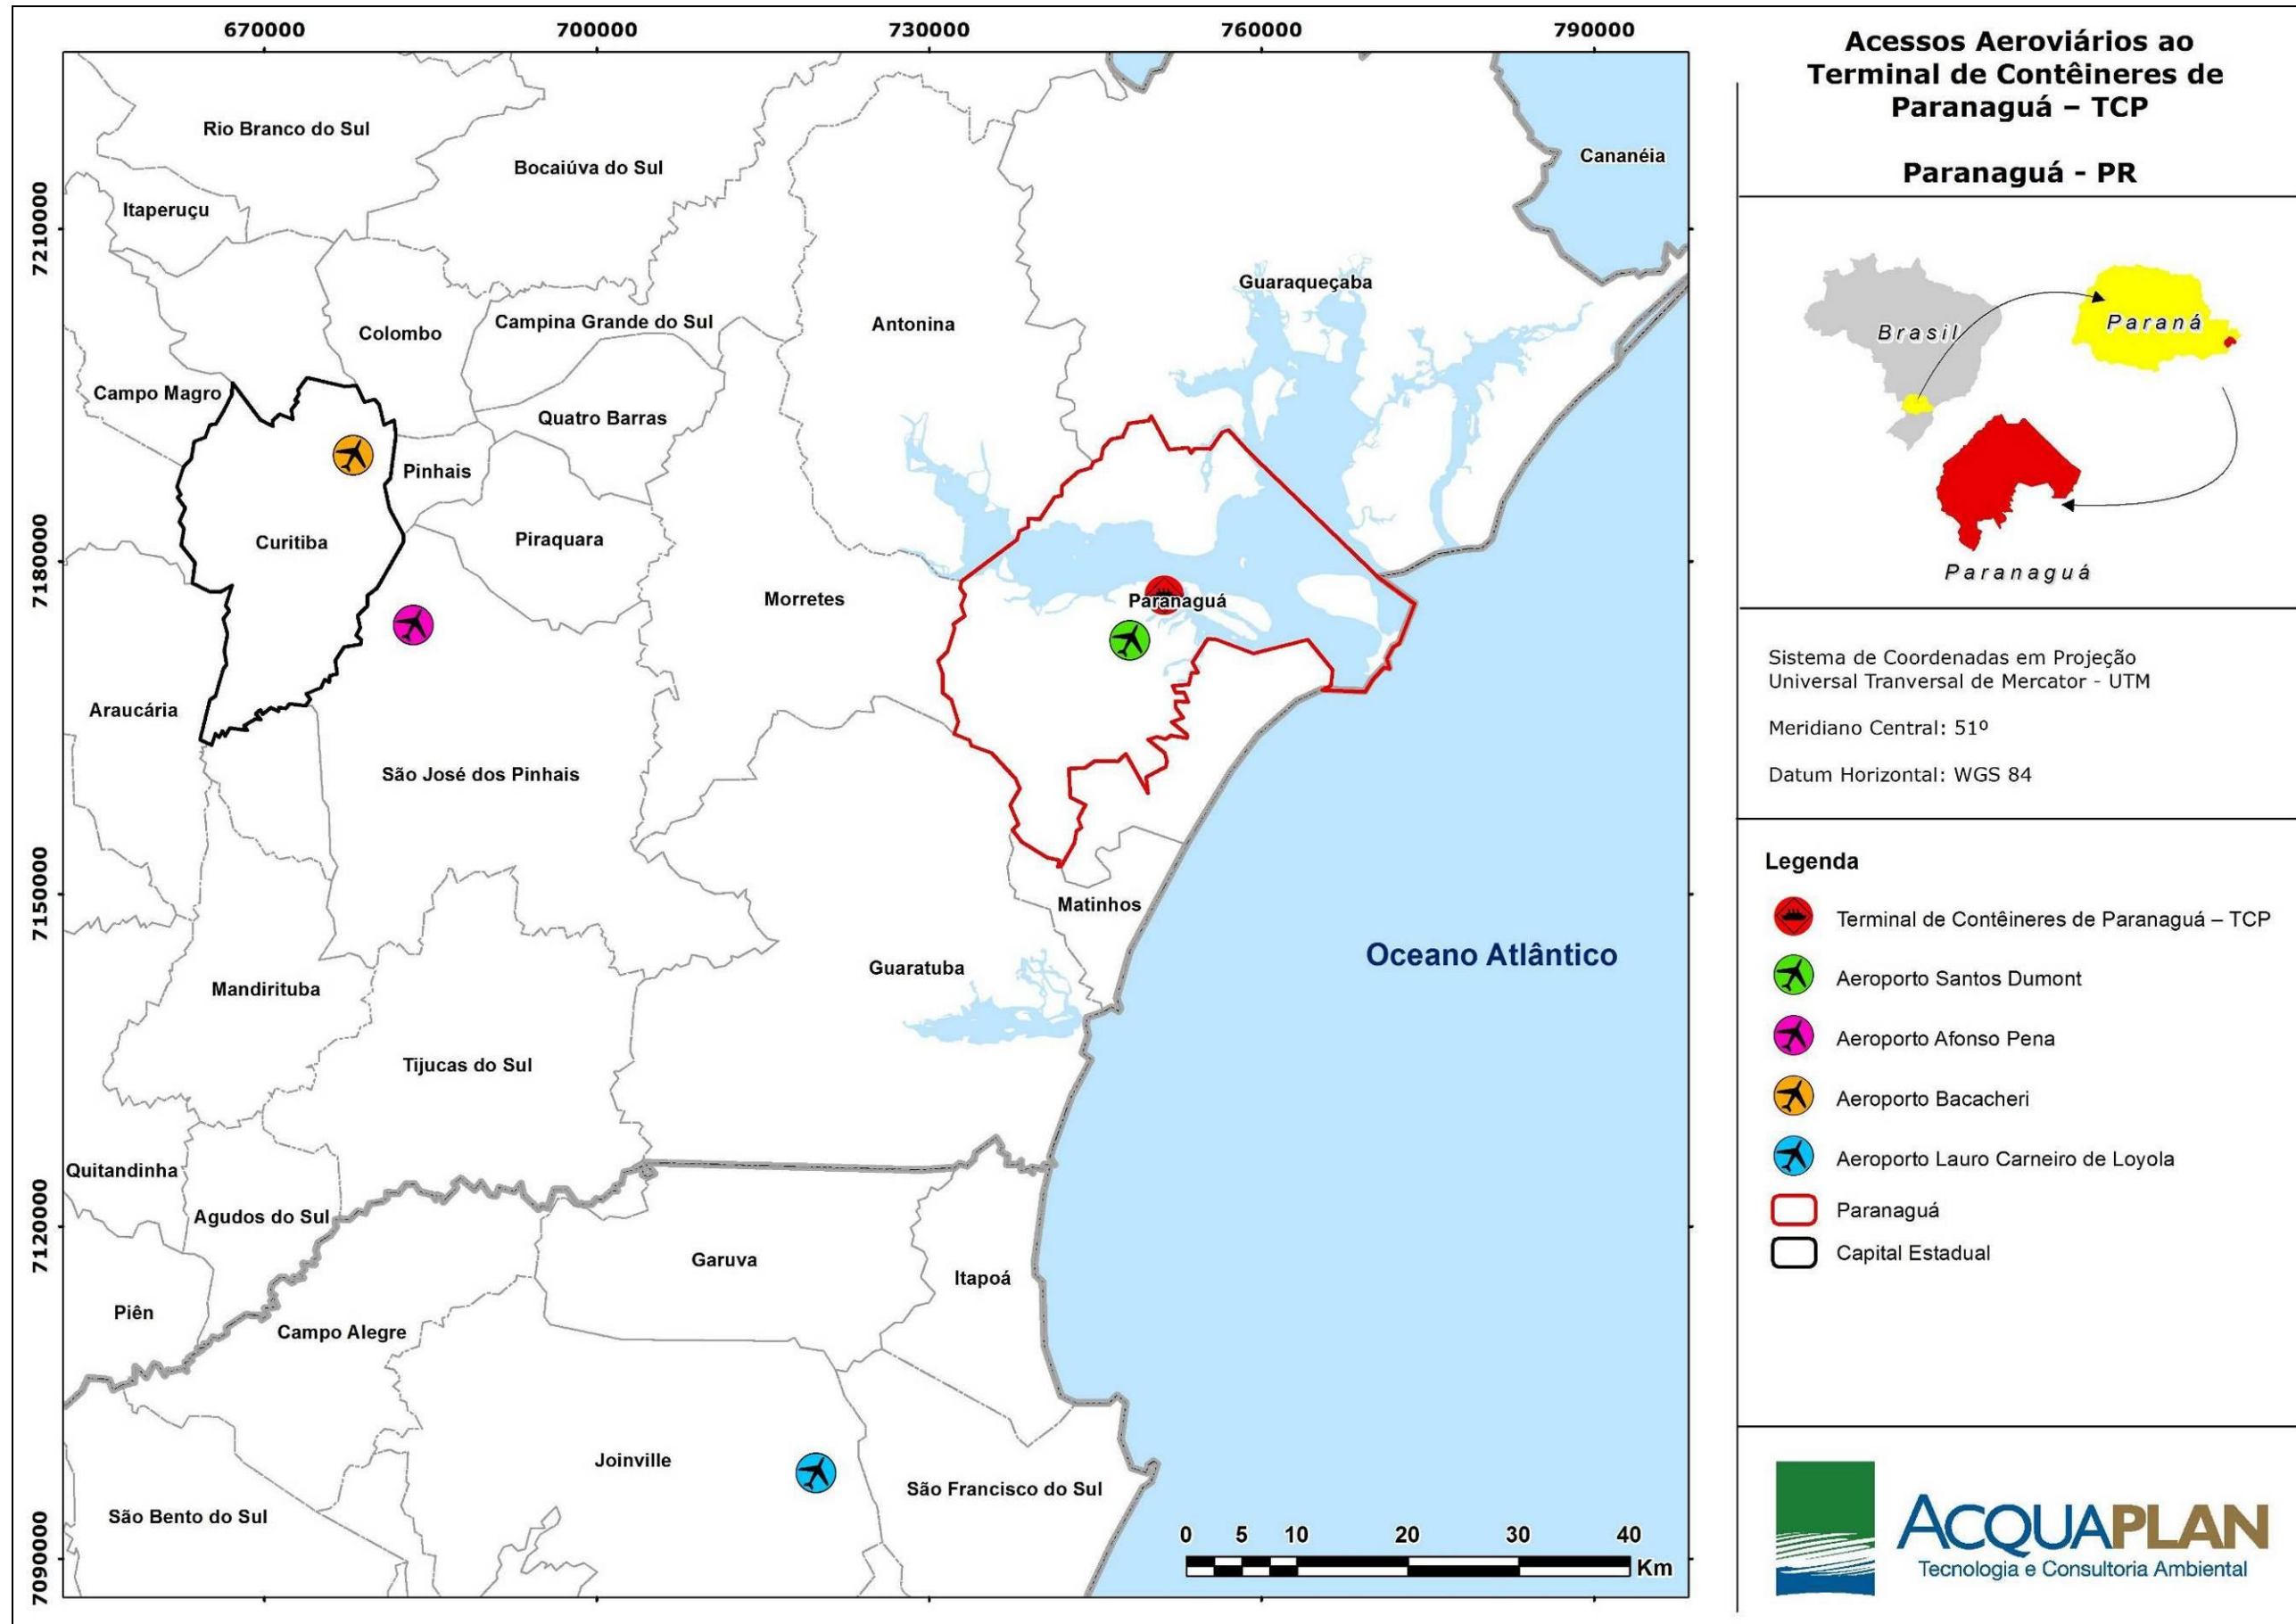 670000 700000 730000 760000 790000
7210000
7180000
7150000
7120000
7090000
Rio Branco do Sul
Bocaiúva do Sul
Cananéia
Itaperuçu
Guaraqueçaba
Colombo
Campina Grande do Sul
Antonina
Campo Magro
Quatro Barras
Pinhais
Curitiba
Piraquara
Morretes
Paranaguá
Araucária
São José dos Pinhais
Matinhos
Oceano Atlântico
Guaratuba
Mandirituba
Tijucas do Sul
Quitandinha
Agudos do Sul
Garuva
Itapoá
Piên
Campo Alegre
Joinville
São Francisco do Sul
São Bento do Sul
0 5 10 20 30 40
Km
Acessos Aeroviários ao
Terminal de Contêineres de
Paranaguá – TCP
Paranaguá - PR
Brasil
Paraná
Paranaguá
Sistema de Coordenadas em Projeção
Universal Tranversal de Mercator - UTM
Meridiano Central: 51º
Datum Horizontal: WGS 84
Legenda
Terminal de Contêineres de Paranaguá – TCP
Aeroporto Santos Dumont
Aeroporto Afonso Pena
Aeroporto Bacacheri
Aeroporto Lauro Carneiro de Loyola
Paranaguá
Capital Estadual
ACQUAPLAN
Tecnologia e Consultoria Ambiental